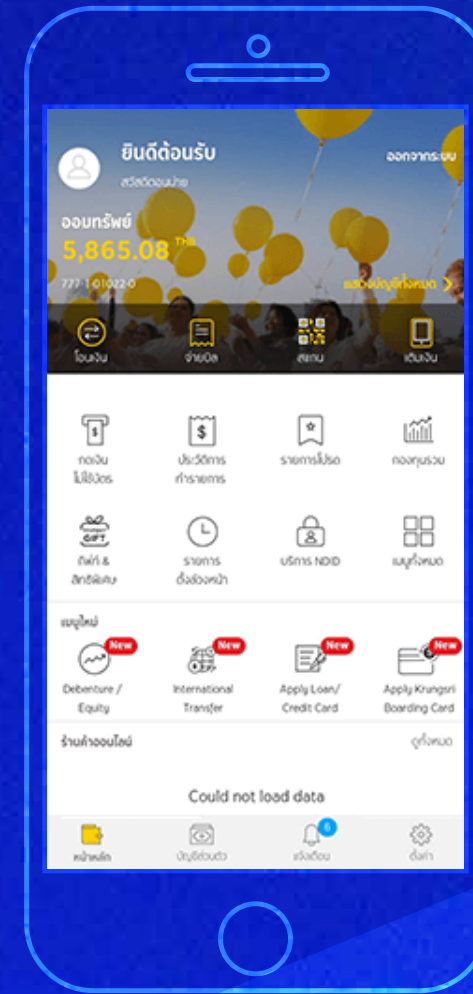 ยินดีต้อนรับ
ออกจากระบบ
สวัสดีตอนบ่าย
ออมทรัพย์
5,865.08 THB
777-1-01022-0
แสดงบัญชีทั้งหมด
โอนเงิน
จ่ายบิล
สแกน
เติมเงิน
กดเงิน
ไม่ใช้บัตร
ประวัติการ
ทำรายการ
รายการโปรด
กองทุนรวม
GIFT
กิฟท์ &
สิทธิพิเศษ
รายการ
ตั้งล่วงหน้า
บริการ NDID
เมนูทั้งหมด
เมนูใหม่
New
Debenture /
Equity
New
International
Transfer
New
Apply Loan/
Credit Card
New
Apply Krungsri
Boarding Card
ร้านค้าออนไลน์
ดูทั้งหมด
Could not load data
6
หน้าหลัก
บัญชีส่วนตัว
แจ้งเตือน
ตั้งค่า